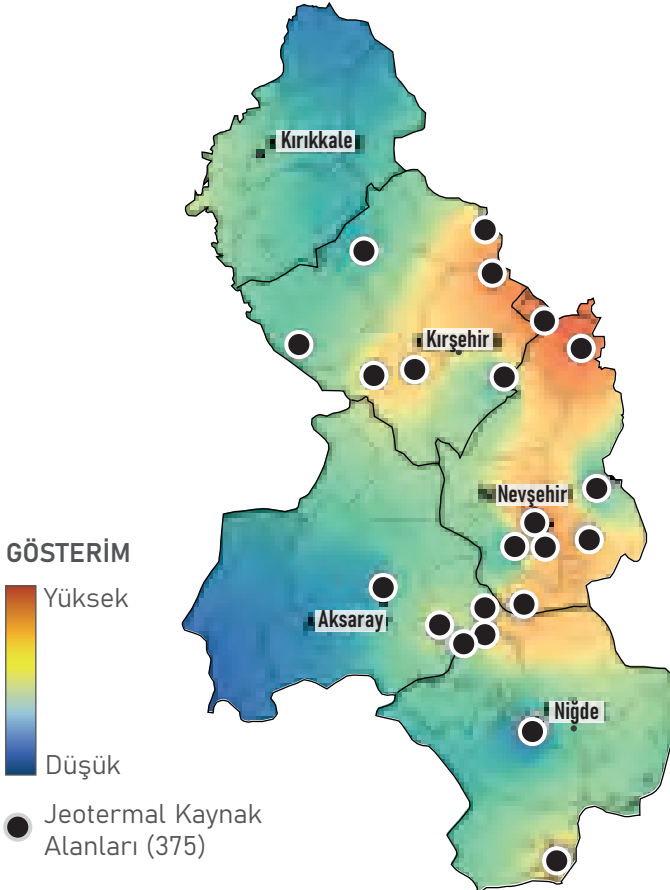 Kırıkkale
Kırşehir
Nevşehir
GÖSTERİM
Yüksek
Aksaray
Niğde
Düşük
Jeotermal Kaynak
Alanları (375)